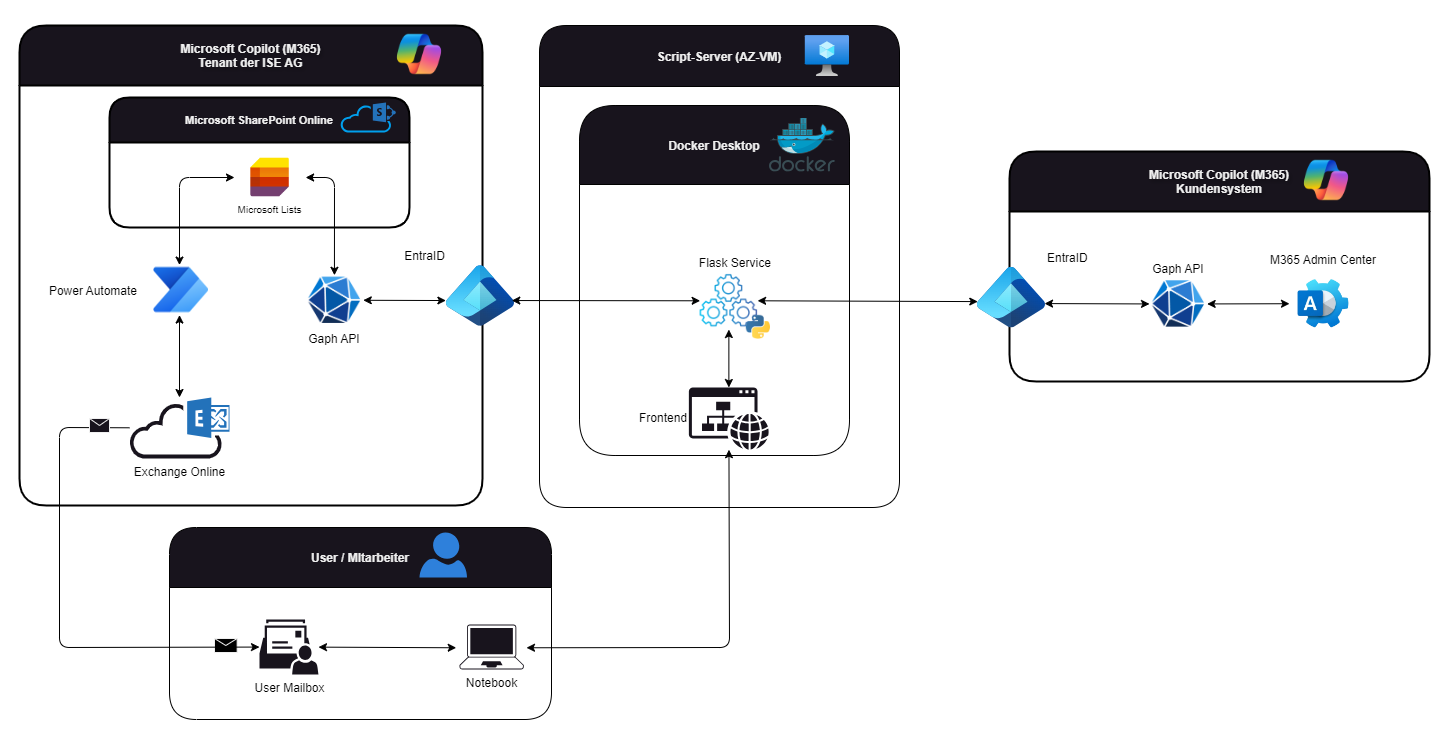 Microsoft Copilot (M365)
Tenant der ISE AG
Microsoft SharePoint Online
S
Microsoft Lists
Power Automate
Gaph API
EntraID
E
Exchange Online
Script-Server (AZ-VM)
Docker Desktop
docker
Flask Service
Frontend
Microsoft Copilot (M365)
Kundensystem
EntraID
Gaph API
M365 Admin Center
A
User / MItarbeiter
User Mailbox
Notebook